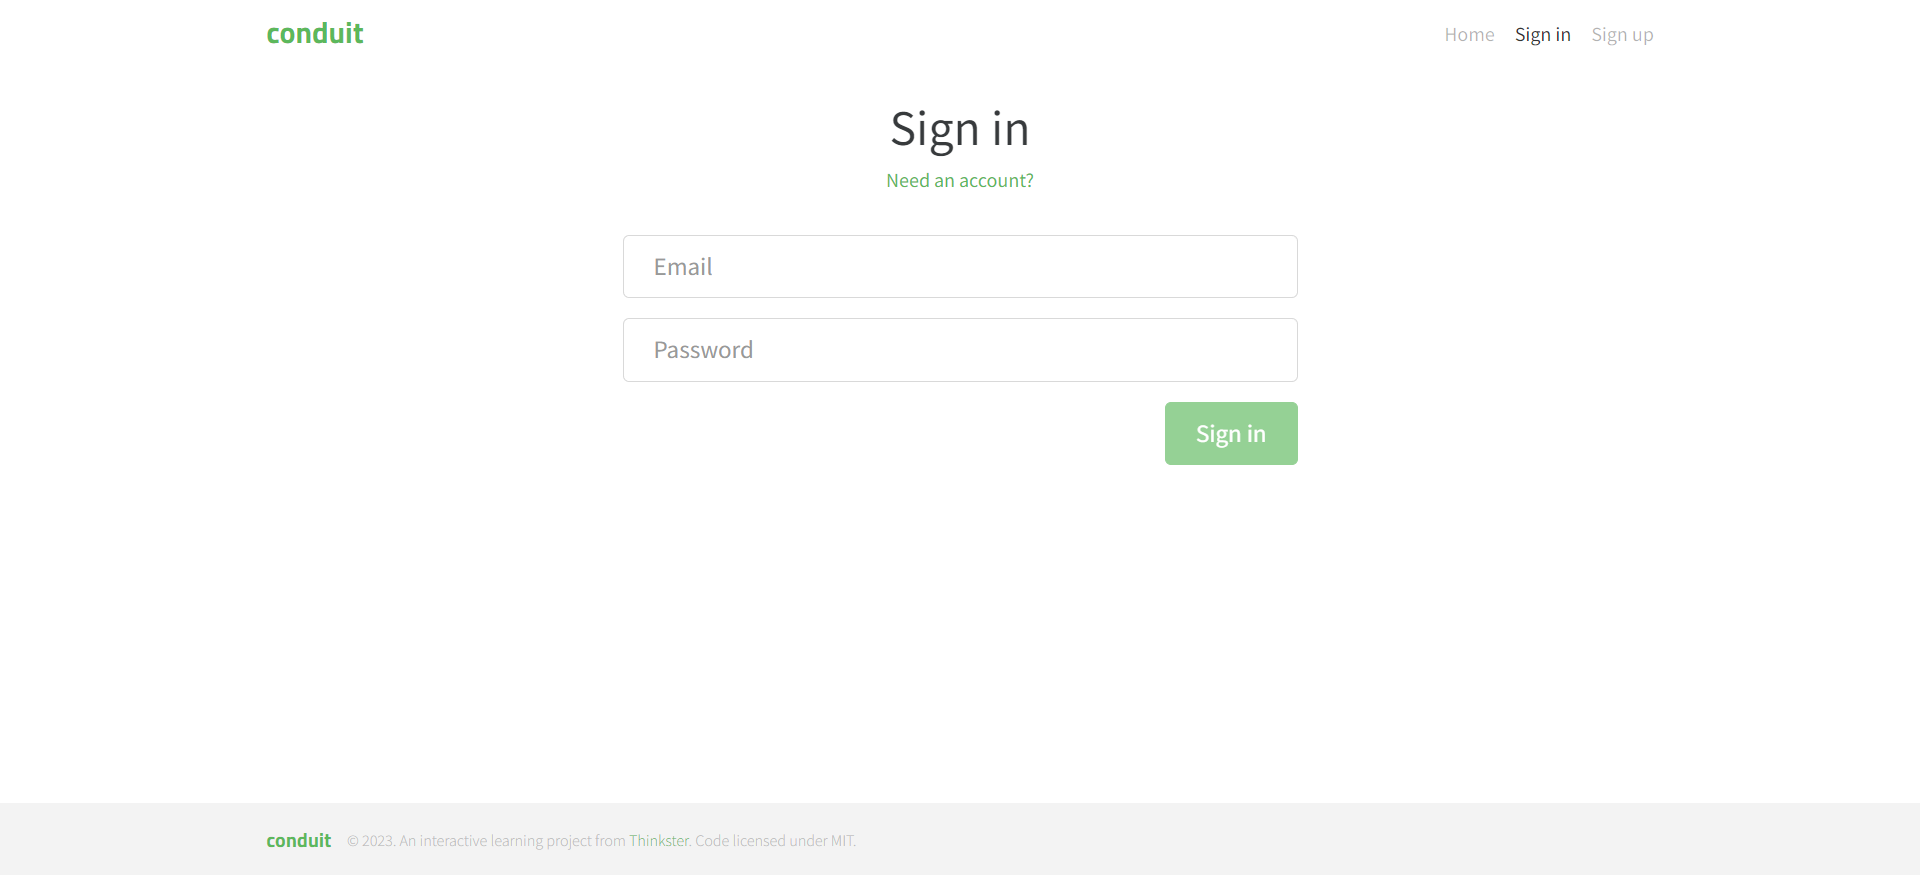 conduit
Home Sign in Sign up
Sign in
Need an account?
Email
Password
Sign in
conduit © 2023. An interactive learning project from Thinkster. Code licensed under MIT.